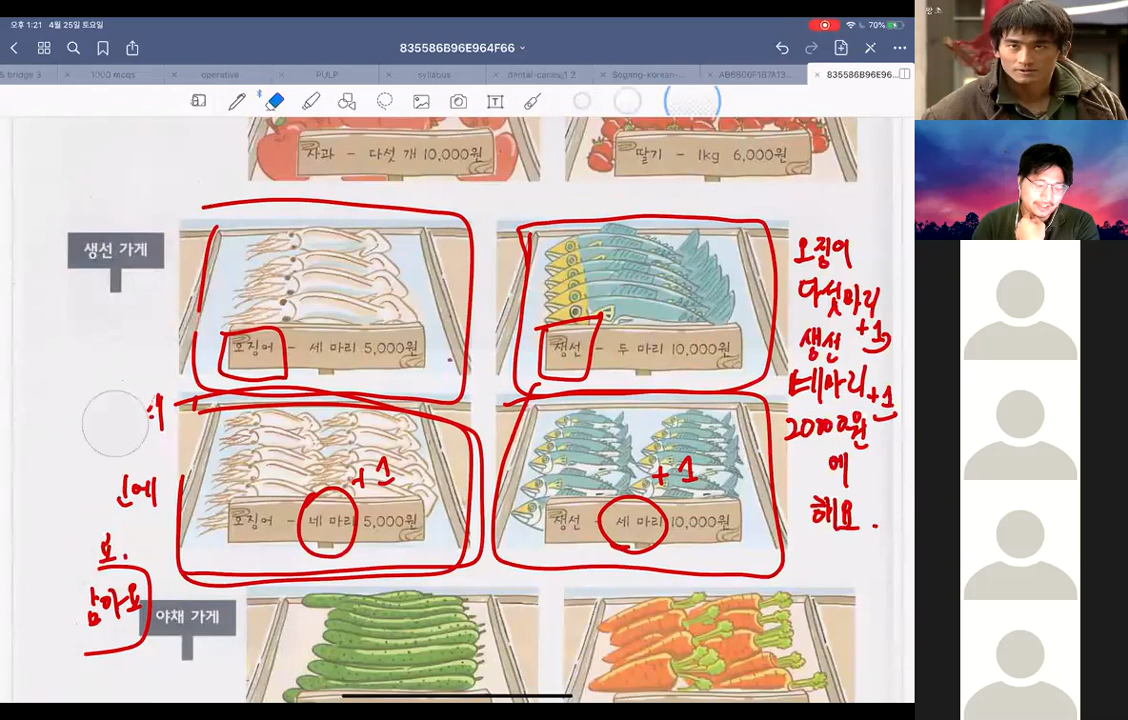 오후 1:21 4월 25일 토요일
70%
835586B96E964F66
& bridge 3
1000 mcqs
operative
PULP
syllabus
dental-caries-1 2
Sogang-korean-...
AB6800F1B7A13...
835586B96E96...
사과 - 다섯 개 10,000원
딸기 - 1kg 6,000원
생선 가게
오징어 - 세 마리 5,000원
생선 - 두 마리 10,000원
오징어
다섯마리
+1
생선
마리
+1
20000원
에
해요.
오징어 - 네 마리 5,000원
+1
생선 - 세 마리 10,000원
+1
에
요.
남아요
야채 가게